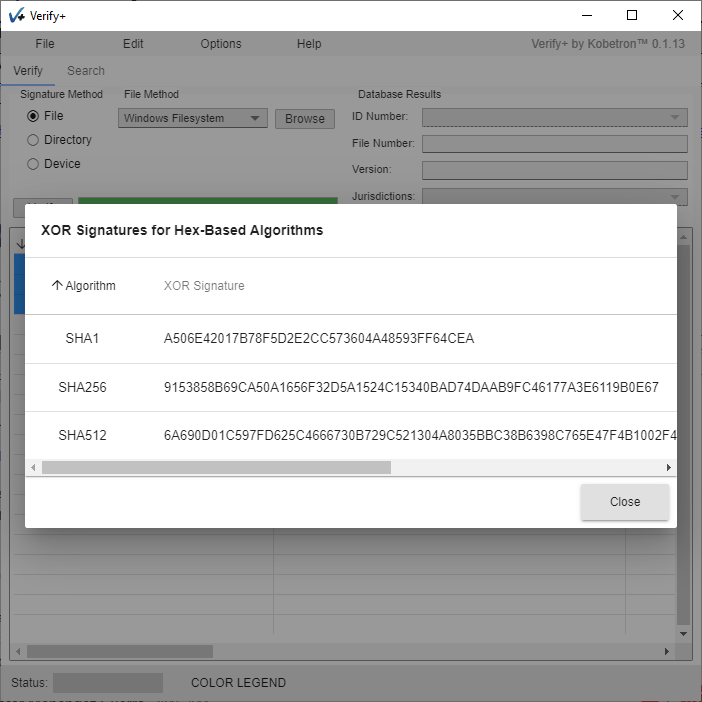 Verify+
File Edit Options Help Verify+ by Kobetron™ 0.1.13
Verify Search
Signature Method File Method Database Results
File Windows Filesystem Browse ID Number:
Directory File Number:
Device Version:
Jurisdictions:
XOR Signatures for Hex-Based Algorithms
Algorithm XOR Signature
SHA1 A506E42017B78F5D2E2CC573604A48593FF64CEA
SHA256 9153858B69CA50A1656F32D5A1524C15340BAD74DAAB9FC46177A3E6119B0E67
SHA512 6A690D01C597FD625C4666730B729C521304A8035BBC38B6398C765E47F4B1002F4
Close
Status: COLOR LEGEND